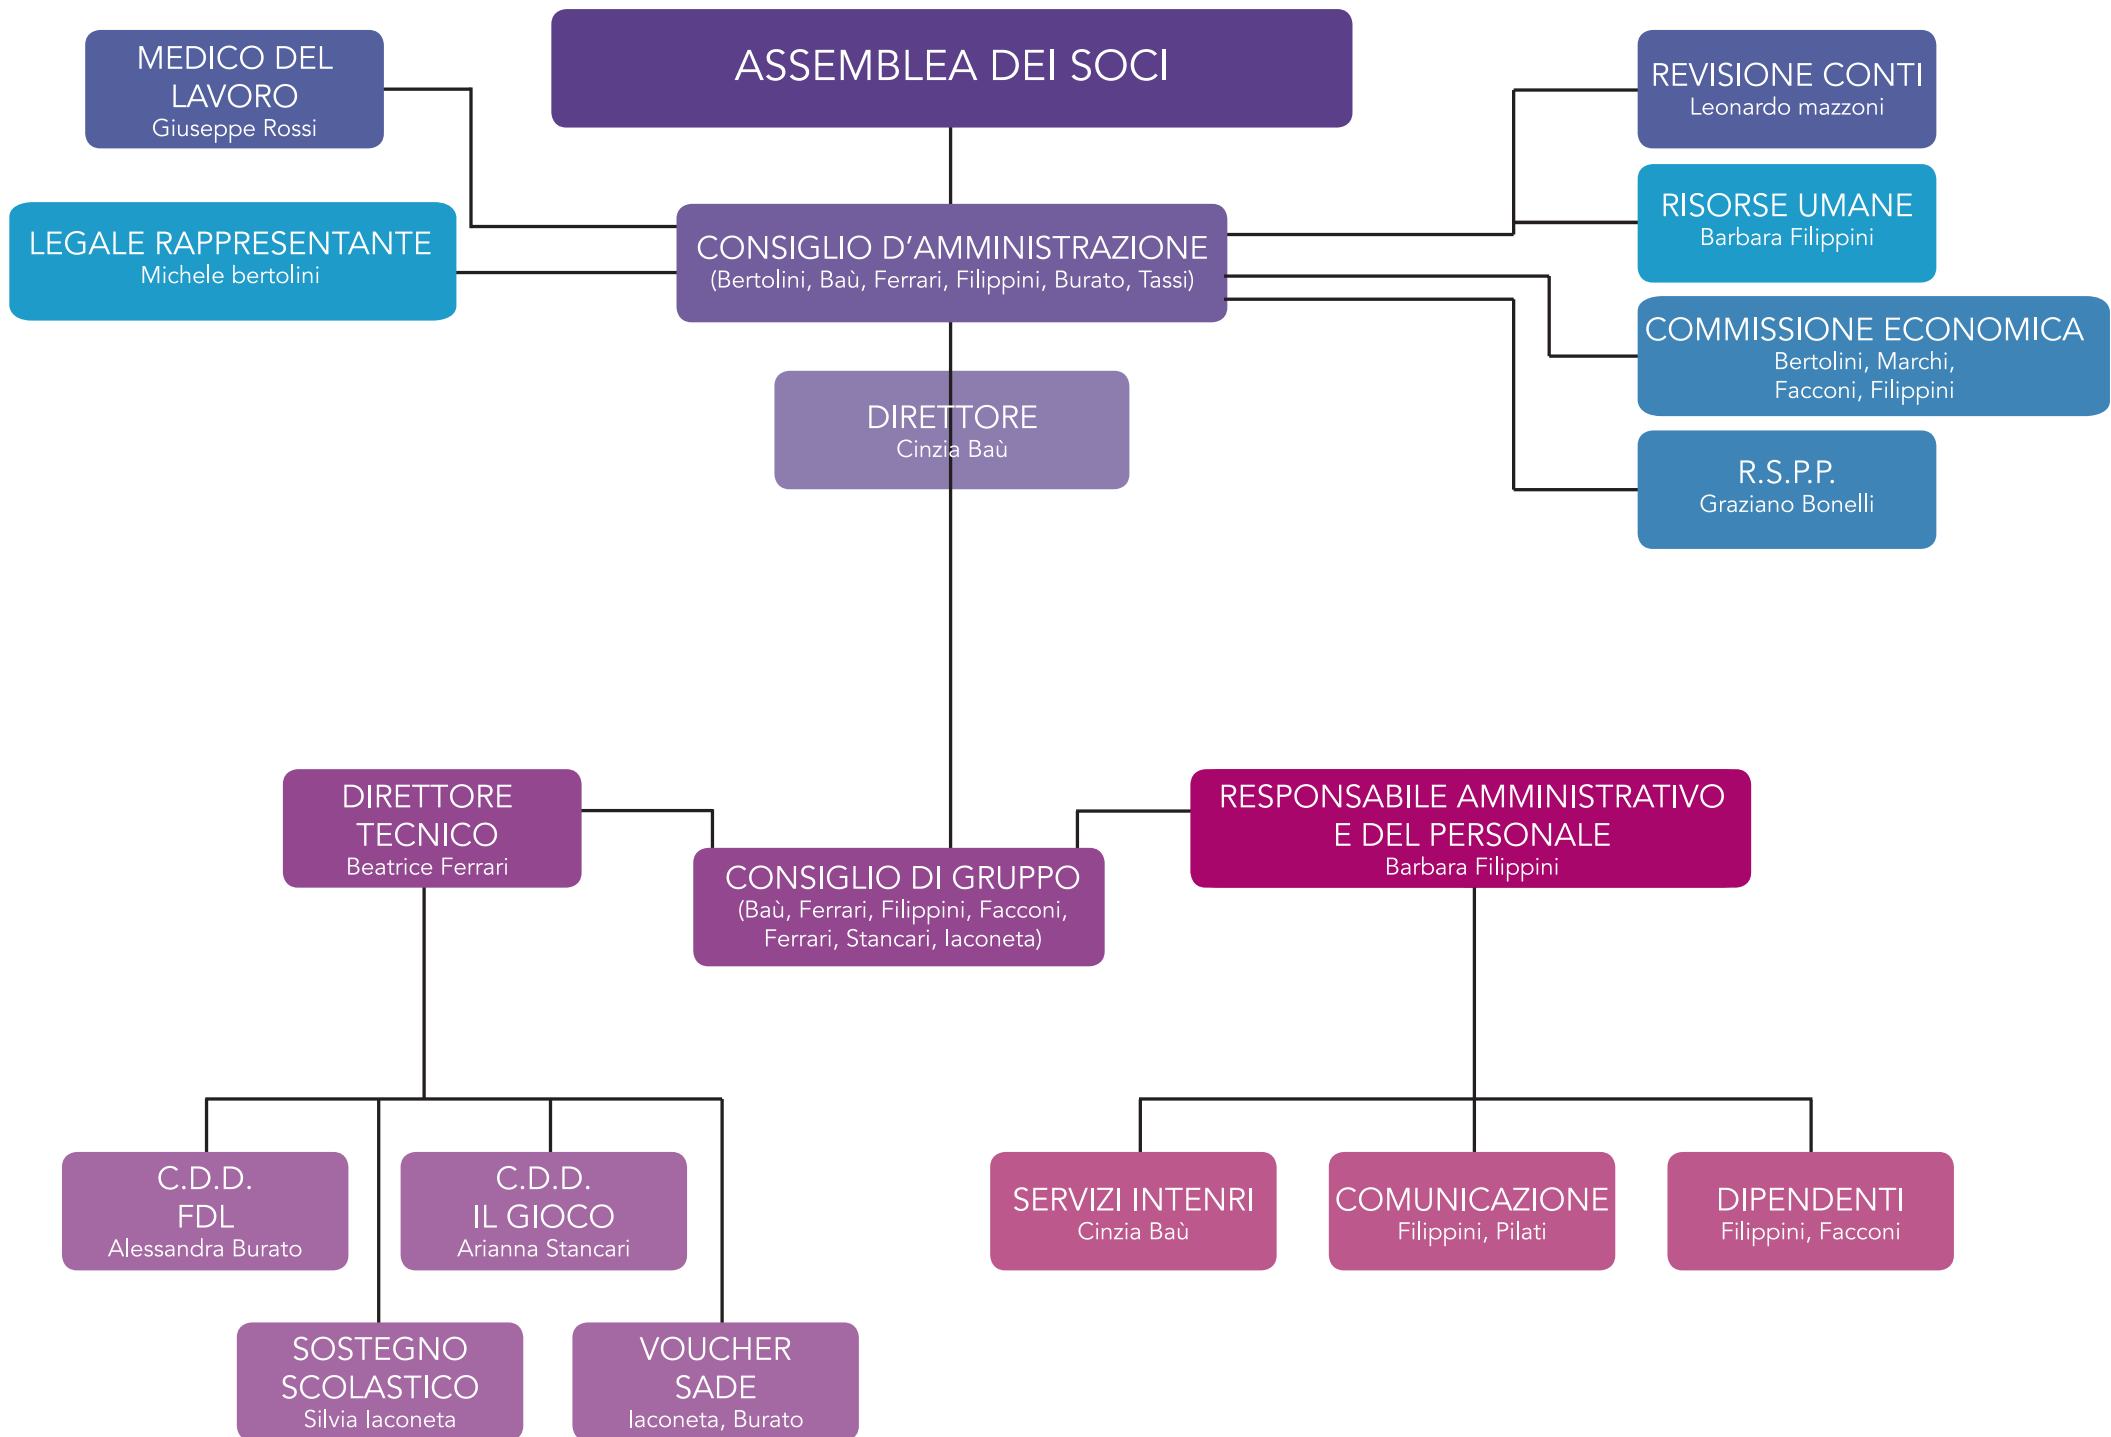 MEDICO DEL
LAVORO
Giuseppe Rossi
ASSEMBLEA DEI SOCI
REVISIONE CONTI
Leonardo mazzoni
LEGALE RAPPRESENTANTE
Michele bertolini
CONSIGLIO D’AMMINISTRAZIONE
(Bertolini, Baù, Ferrari, Filippini, Burato, Tassi)
RISORSE UMANE
Barbara Filippini
COMMISSIONE ECONOMICA
Bertolini, Marchi,
Facconi, Filippini
DIRETTORE
Cinzia Baù
R.S.P.P.
Graziano Bonelli
DIRETTORE
TECNICO
Beatrice Ferrari
CONSIGLIO DI GRUPPO
(Baù, Ferrari, Filippini, Facconi,
Ferrari, Stancari, Iaconeta)
RESPONSABILE AMMINISTRATIVO
E DEL PERSONALE
Barbara Filippini
C.D.D.
FDL
Alessandra Burato
C.D.D.
IL GIOCO
Arianna Stancari
SERVIZI INTENRI
Cinzia Baù
COMUNICAZIONE
Filippini, Pilati
DIPENDENTI
Filippini, Facconi
SOSTEGNO
SCOLASTICO
Silvia Iaconeta
VOUCHER
SADE
Iaconeta, Burato